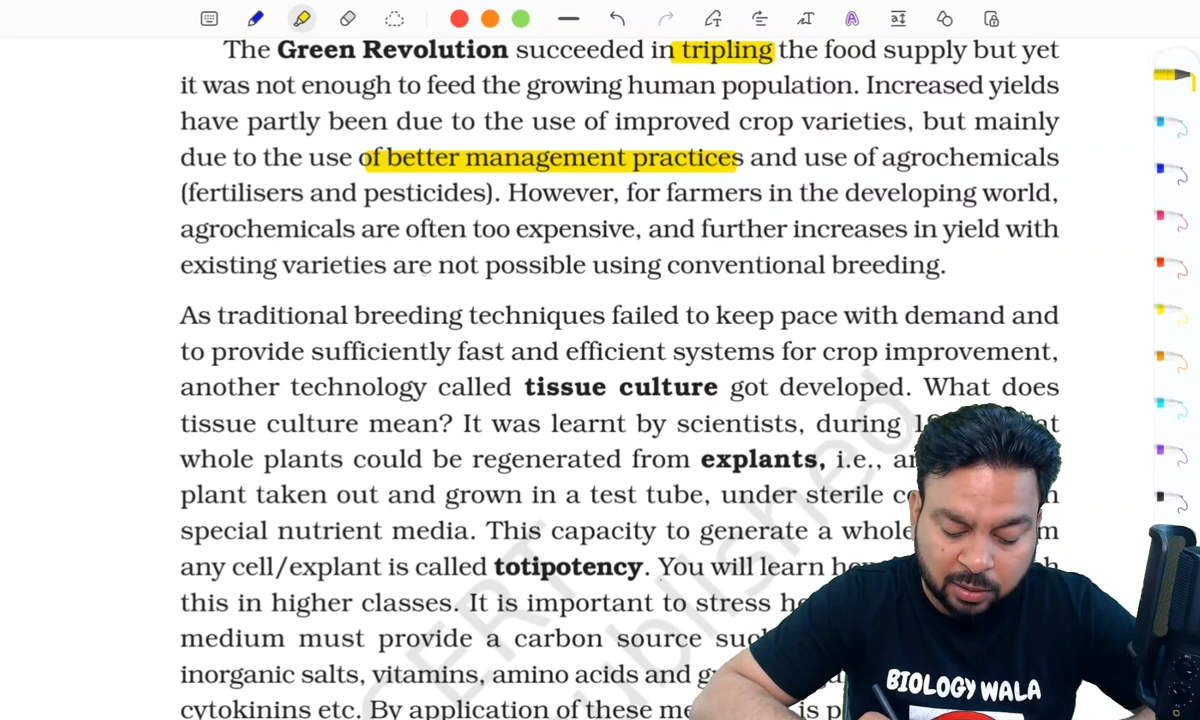 The Green Revolution succeeded in tripling the food supply but yet
it was not enough to feed the growing human population. Increased yields
have partly been due to the use of improved crop varieties, but mainly
due to the use of better management practices and use of agrochemicals
(fertilisers and pesticides). However, for farmers in the developing world,
agrochemicals are often too expensive, and further increases in yield with
existing varieties are not possible using conventional breeding.
As traditional breeding techniques failed to keep pace with demand and
to provide sufficiently fast and efficient systems for crop improvement,
another technology called tissue culture got developed. What does
tissue culture mean? It was learnt by scientists, during
whole plants could be regenerated from explants, i.e.,
plant taken out and grown in a test tube, under sterile
special nutrient media. This capacity to generate a whole
any cell/explant is called totipotency. You will learn
this in higher classes. It is important to stress
medium must provide a carbon source
inorganic salts, vitamins, amino acids and
cytokinins etc. By application of these
BIOLOGY WALA